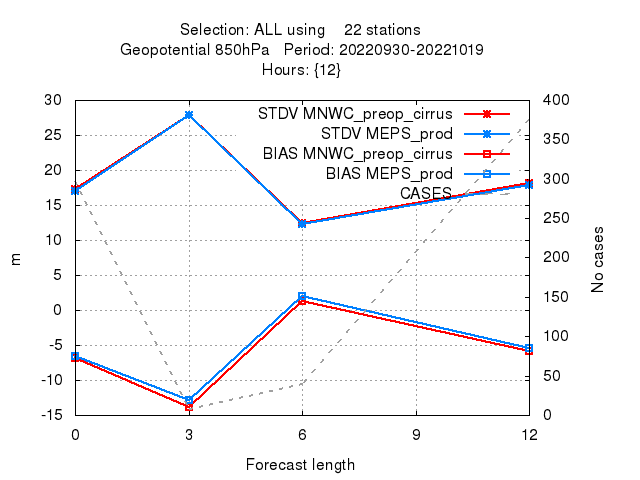 Selection: ALL using    22 stations
Geopotential 850hPa   Period: 20220930-20221019
Hours: {12}
30 400
STDV MNWC_preop_cirrus
25 350
STDV MEPS_prod
BIAS MNWC_preop_cirrus
20 300
BIAS MEPS_prod
CASES
15 250
10 200
m
No cases
5 150
0 100
-5 50
-10 0
-15
0 3 6 9 12
Forecast length